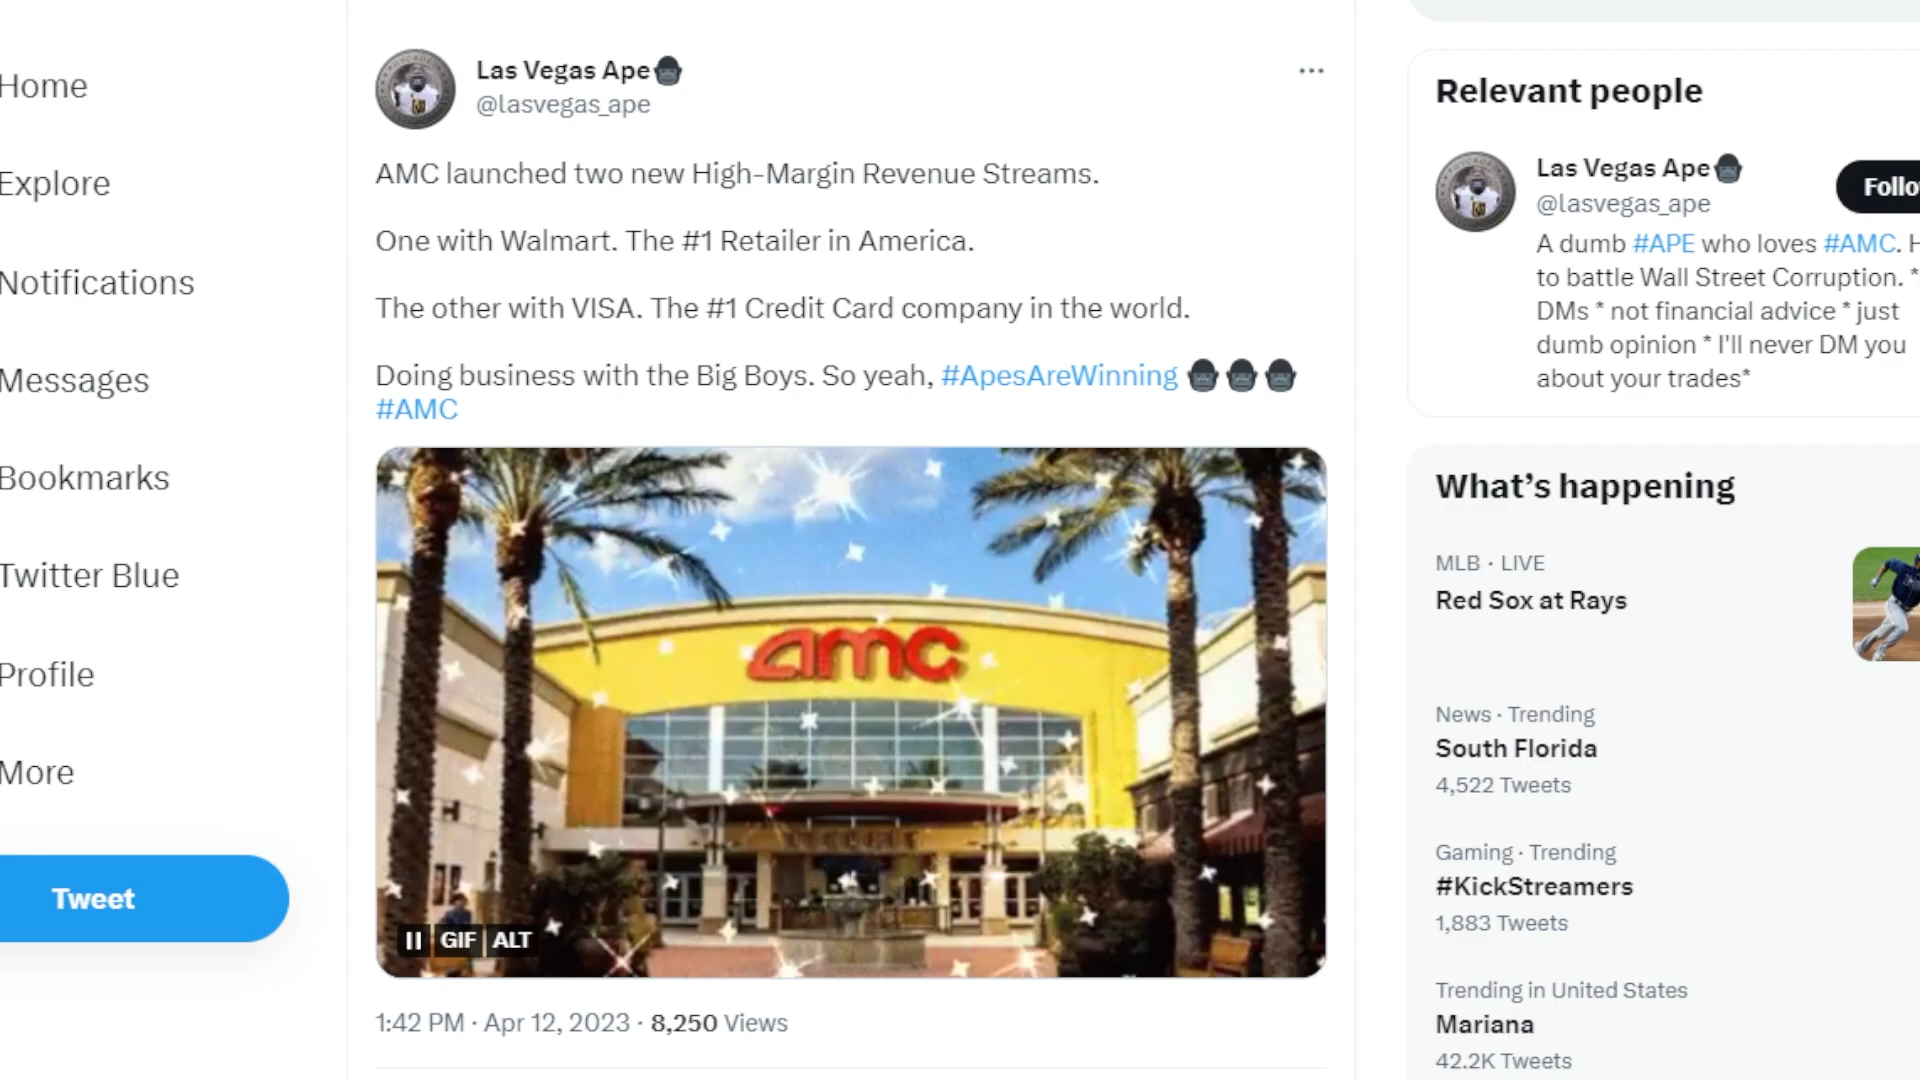 Home
Explore
Notifications
Messages
Bookmarks
Twitter Blue
Profile
More
Tweet
Las Vegas Ape
@lasvegas_ape
AMC launched two new High-Margin Revenue Streams.
One with Walmart. The #1 Retailer in America.
The other with VISA. The #1 Credit Card company in the world.
Doing business with the Big Boys. So yeah, #ApesAreWinning
#AMC
amc
GIF ALT
1:42 PM · Apr 12, 2023 · 8,250 Views
Relevant people
Las Vegas Ape
@lasvegas_ape
Follo
A dumb #APE who loves #AMC. H
to battle Wall Street Corruption. *
DMs * not financial advice * just
dumb opinion * I'll never DM you
about your trades*
What's happening
MLB · LIVE
Red Sox at Rays
News · Trending
South Florida
4,522 Tweets
Gaming · Trending
#KickStreamers
1,883 Tweets
Trending in United States
Mariana
42.2K Tweets